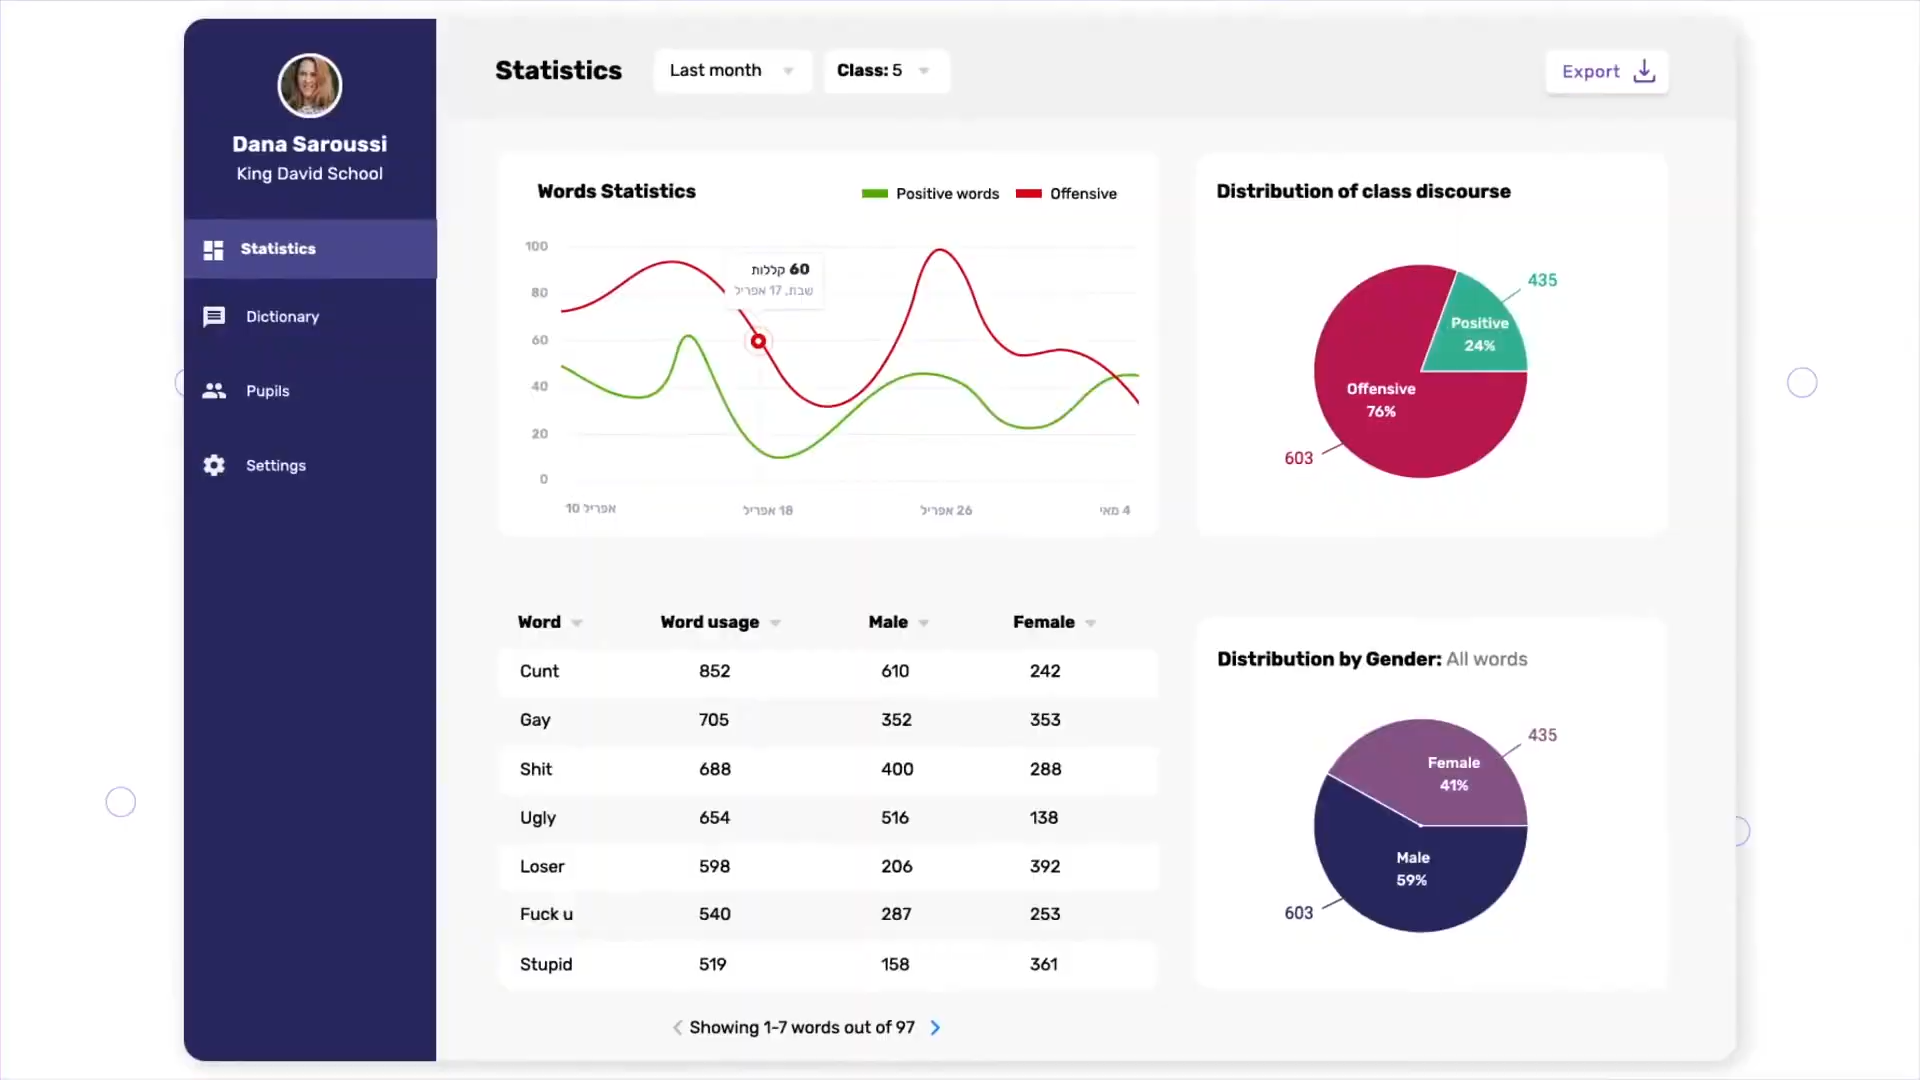 Dana Saroussi
King David School
Statistics
Dictionary
Pupils
Settings
Statistics
Last month
Class: 5
Export
Words Statistics
Positive words
Offensive
100
80
60
40
20
0
60 קללות
שבת, 17 אפריל
אפריל 10
18 אפריל
26 אפריל
4 מאי
Distribution of class discourse
435
Positive
24%
Offensive
76%
603
Word Word usage Male Female
Cunt 852 610 242
Gay 705 352 353
Shit 688 400 288
Ugly 654 516 138
Loser 598 206 392
Fuck u 540 287 253
Stupid 519 158 361
Showing 1-7 words out of 97
Distribution by Gender: All words
435
Female
41%
Male
59%
603